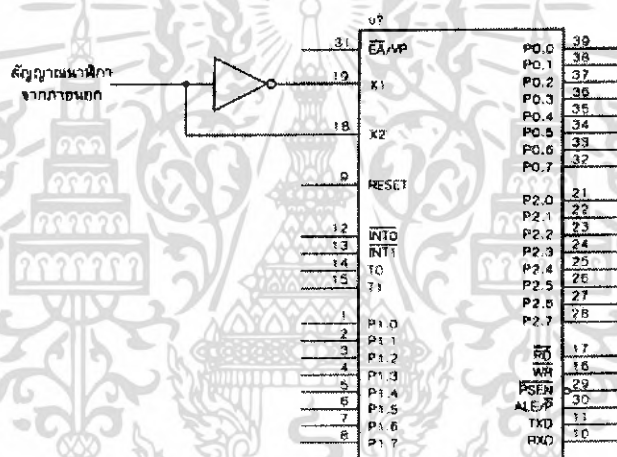 U?
สัญญาณนาฬิกา
จากภายนอก
31 EA/VP
19 X1
18 X2
9 RESET
12 INT0
13 INT1
14 T0
15 T1
1 P1.0
2 P1.1
3 P1.2
4 P1.3
5 P1.4
6 P1.5
7 P1.6
8 P1.7
P0.0 39
P0.1 38
P0.2 37
P0.3 36
P0.4 35
P0.5 34
P0.6 33
P0.7 32
P2.0 21
P2.1 22
P2.2 23
P2.3 24
P2.4 25
P2.5 26
P2.6 27
P2.7 28
RD 17
WR 16
PSEN 29
ALE/P 30
TXD 11
RXD 10